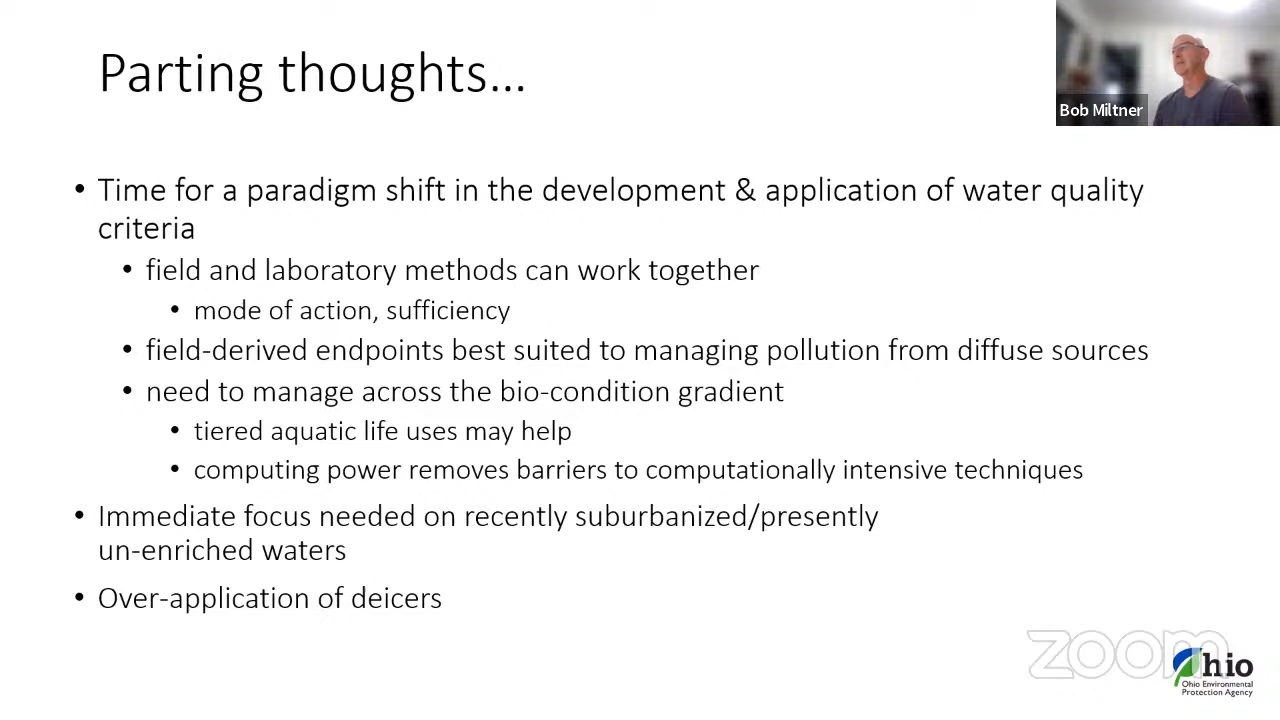 Parting thoughts...
Bob Miltner
• Time for a paradigm shift in the development & application of water quality
criteria
• field and laboratory methods can work together
• mode of action, sufficiency
• field-derived endpoints best suited to managing pollution from diffuse sources
• need to manage across the bio-condition gradient
• tiered aquatic life uses may help
• computing power removes barriers to computationally intensive techniques
• Immediate focus needed on recently suburbanized/presently
un-enriched waters
• Over-application of deicers
zoom
Ohio
Ohio Environmental
Protection Agency